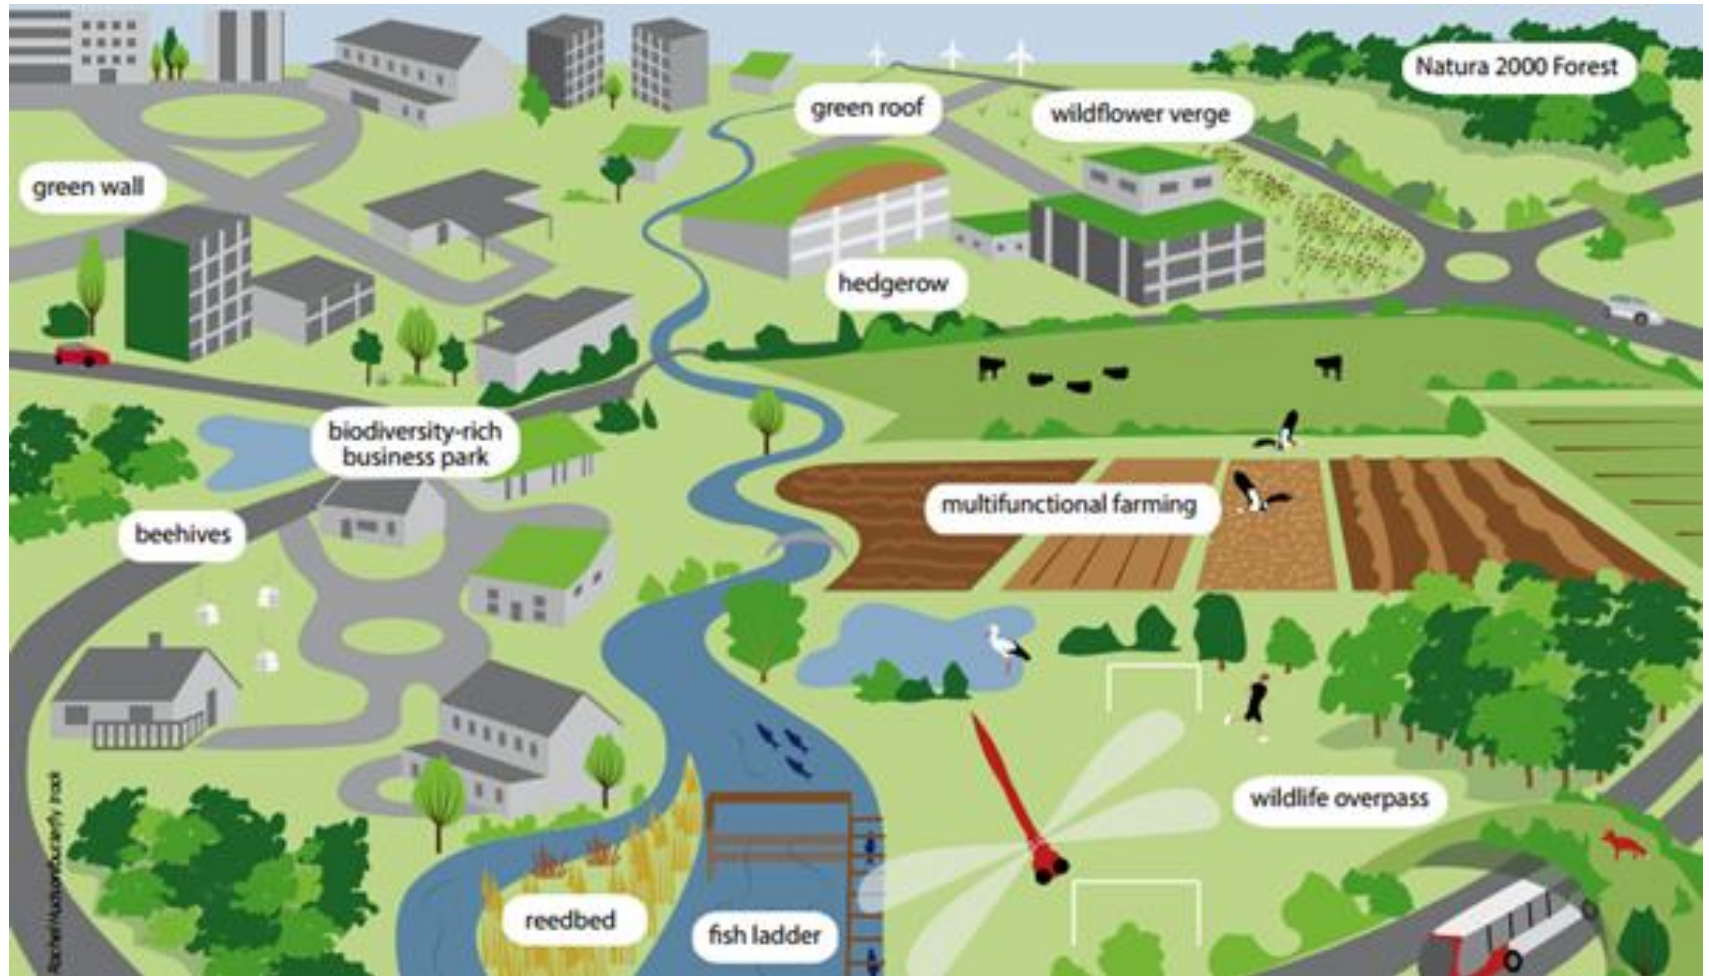 Natura 2000 Forest
green roof
wildflower verge
green wall
hedgerow
biodiversity-rich
business park
multifunctional farming
beehives
wildlife overpass
reedbed
fish ladder